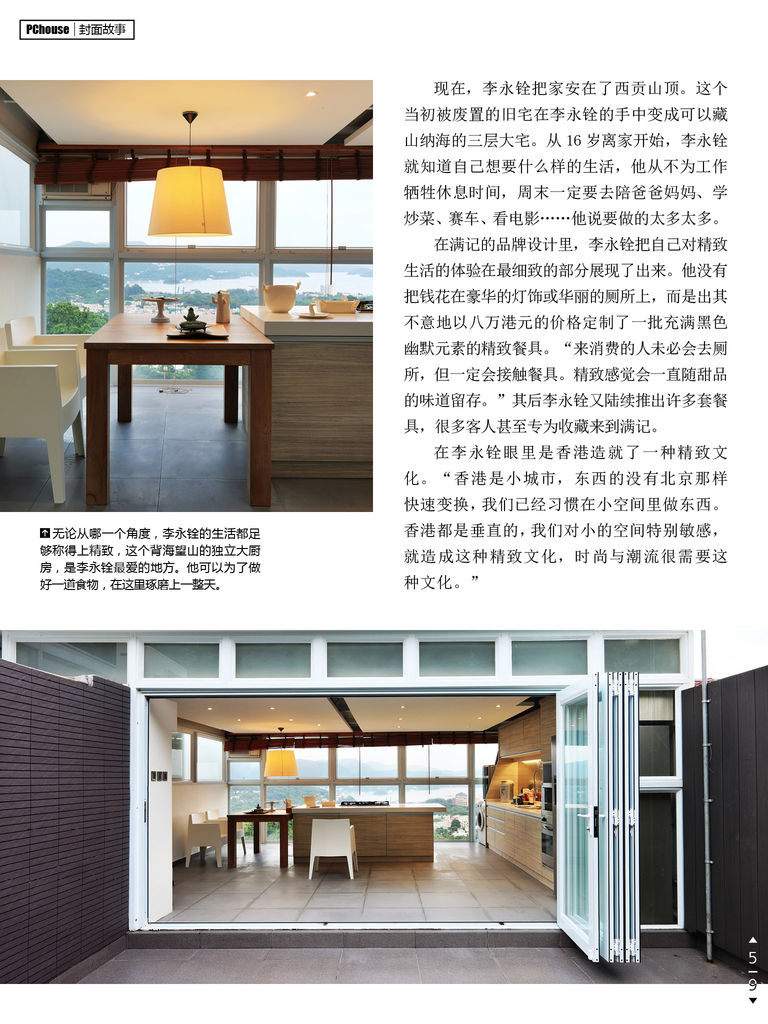 PChouse 封面故事
现在，李永铨把家安在了西贡山顶。这个
当初被废置的旧宅在李永铨的手中变成可以藏
山纳海的三层大宅。从 16 岁离家开始，李永铨
就知道自己想要什么样的生活，他从不为工作
牺牲休息时间，周末一定要去陪爸爸妈妈、学
炒菜、赛车、看电影……他说要做的太多太多。
在满记的品牌设计里，李永铨把自己对精致
生活的体验在最细致的部分展现了出来。他没有
把钱花在豪华的灯饰或华丽的厕所上，而是出其
不意地以八万港元的价格定制了一批充满黑色
幽默元素的精致餐具。“来消费的人未必会去厕
所，但一定会接触餐具。精致感觉会一直随甜品
的味道留存。”其后李永铨又陆续推出许多套餐
具，很多客人甚至专为收藏来到满记。
在李永铨眼里是香港造就了一种精致文
化。“香港是小城市，东西的没有北京那样
快速变换，我们已经习惯在小空间里做东西。
香港都是垂直的，我们对小的空间特别敏感，
就造成这种精致文化，时尚与潮流很需要这
种文化。”
无论从哪一个角度，李永铨的生活都足
够称得上精致，这个背海望山的独立大厨
房，是李永铨最爱的地方。他可以为了做
好一道食物，在这里琢磨上一整天。
5
9